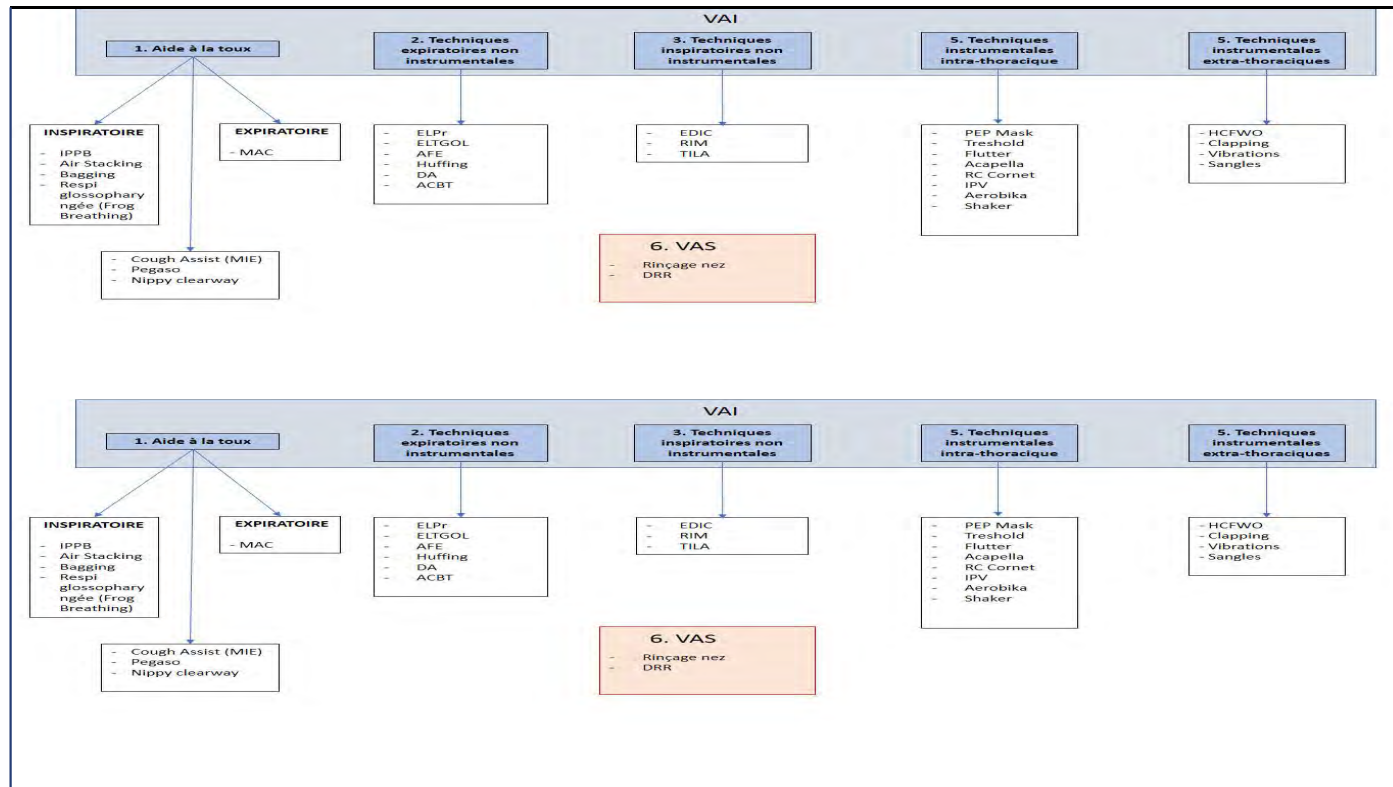 VAI
1. Aide à la toux
2. Techniques
expiratoires non
instrumentales
3. Techniques
inspiratoires non
instrumentales
5. Techniques
instrumentales
intra-thoracique
5. Techniques
instrumentales
extra-thoraciques
INSPIRATOIRE
- IPPB
- Air Stacking
- Bagging
- Respi
glossophary
ngée (Frog
Breathing)
EXPIRATOIRE
- MAC
- Cough Assist (MIE)
- Pegaso
- Nippy clearway
- ELPr
- ELTGOL
- AFE
- Huffing
- DA
- ACBT
- EDIC
- RIM
- TILA
- PEP Mask
- Treshold
- Flutter
- Acapella
- RC Cornet
- IPV
- Aerobika
- Shaker
- HCFWO
- Clapping
- Vibrations
- Sangles
6. VAS
- Rinçage nez
- DRR
VAI
1. Aide à la toux
2. Techniques
expiratoires non
instrumentales
3. Techniques
inspiratoires non
instrumentales
5. Techniques
instrumentales
intra-thoracique
5. Techniques
instrumentales
extra-thoraciques
INSPIRATOIRE
- IPPB
- Air Stacking
- Bagging
- Respi
glossophary
ngée (Frog
Breathing)
EXPIRATOIRE
- MAC
- Cough Assist (MIE)
- Pegaso
- Nippy clearway
- ELPr
- ELTGOL
- AFE
- Huffing
- DA
- ACBT
- EDIC
- RIM
- TILA
- PEP Mask
- Treshold
- Flutter
- Acapella
- RC Cornet
- IPV
- Aerobika
- Shaker
- HCFWO
- Clapping
- Vibrations
- Sangles
6. VAS
- Rinçage nez
- DRR